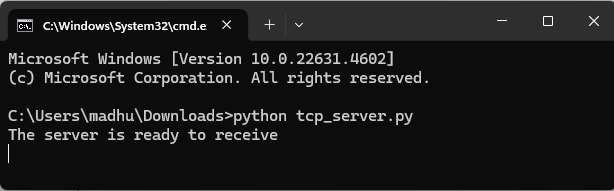 C:\Windows\System32\cmd.e
Microsoft Windows [Version 10.0.22631.4602]
(c) Microsoft Corporation. All rights reserved.
C:\Users\madhu\Downloads>python tcp_server.py
The server is ready to receive